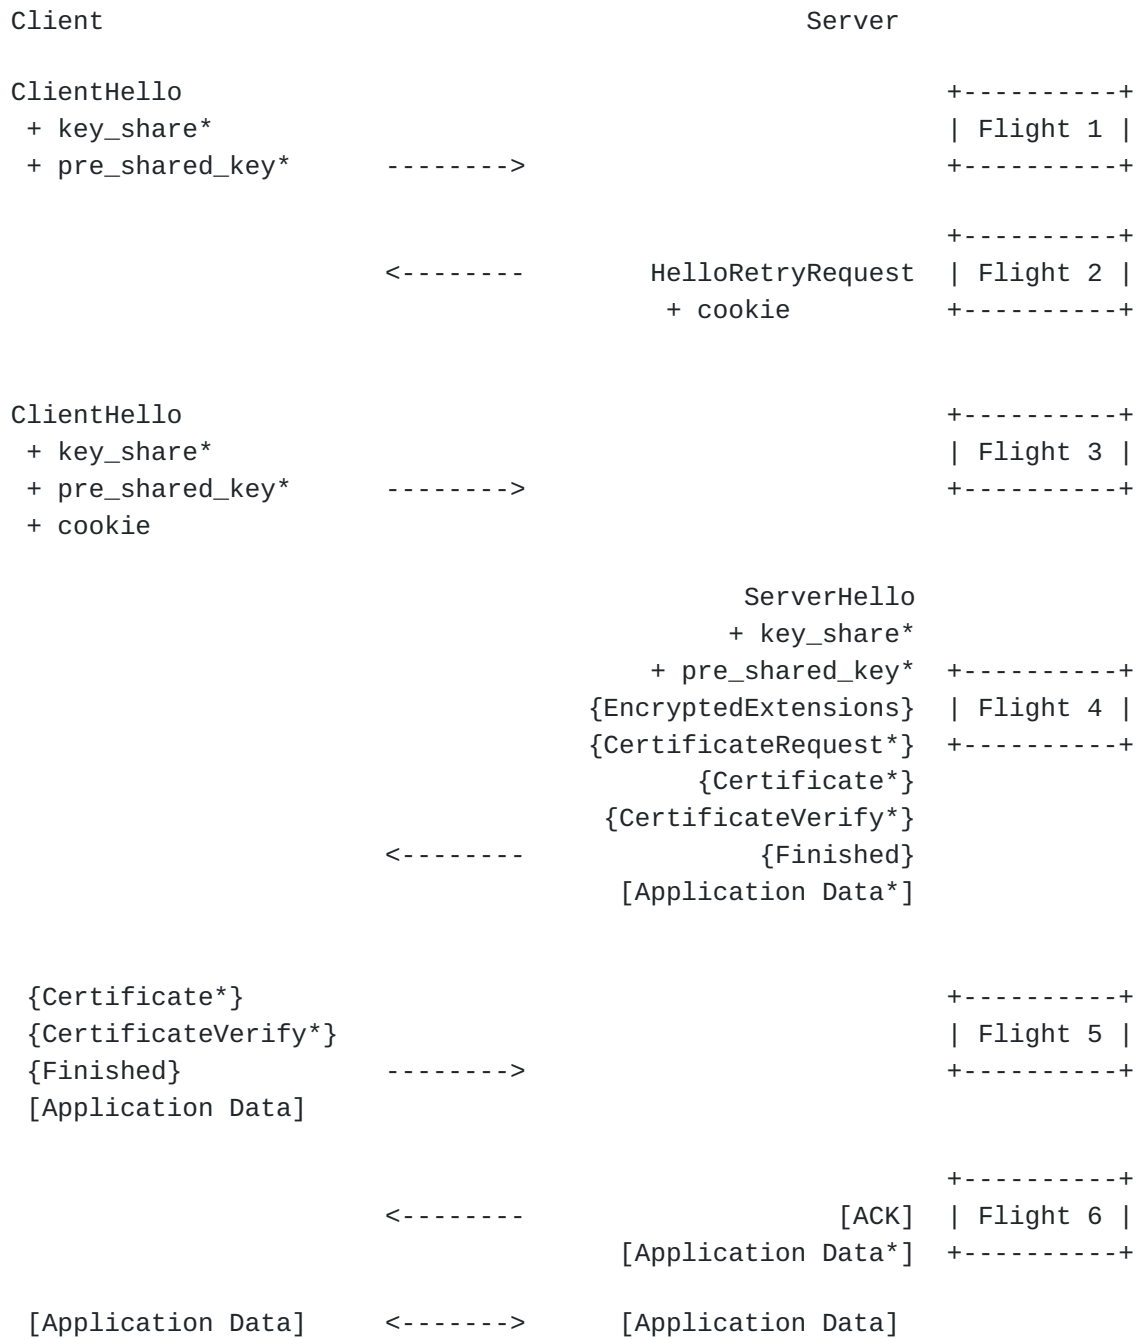 Client                                             Server

ClientHello                                                 +----------+
 + key_share*                                               | Flight 1 |
 + pre_shared_key*      -------->                           +----------+

                                                            +----------+
                        <--------        HelloRetryRequest  | Flight 2 |
                                          + cookie          +----------+


ClientHello                                                 +----------+
 + key_share*                                               | Flight 3 |
 + pre_shared_key*      -------->                           +----------+
 + cookie

                                               ServerHello
                                              + key_share*
                                         + pre_shared_key*  +----------+
                                     {EncryptedExtensions}  | Flight 4 |
                                     {CertificateRequest*}  +----------+
                                            {Certificate*}
                                      {CertificateVerify*}
                        <--------               {Finished}
                                       [Application Data*]


 {Certificate*}                                             +----------+
 {CertificateVerify*}                                       | Flight 5 |
 {Finished}             -------->                           +----------+
 [Application Data]

                                                            +----------+
                        <--------                    [ACK]  | Flight 6 |
                                       [Application Data*]  +----------+

 [Application Data]     <------->      [Application Data]